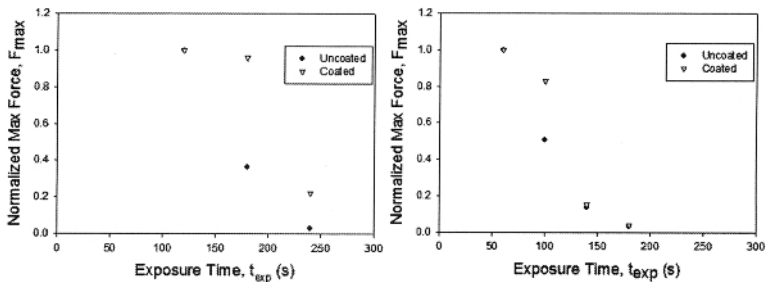 Normalized Max Force, Fmax
1.2
1.0
0.8
0.6
0.4
0.2
0.0
0 50 100 150 200 250 300
Exposure Time, texp (s)
Uncoated
Coated
Normalized Max Force, Fmax
1.2
1.0
0.8
0.6
0.4
0.2
0.0
0 50 100 150 200 250 300
Exposure Time, texp (s)
Uncoated
Coated